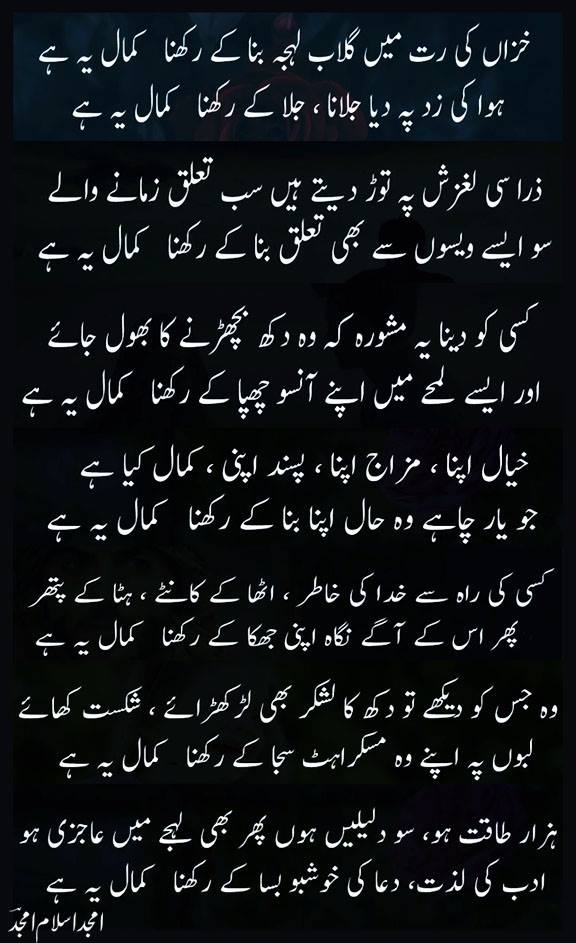 خزاں کی رت میں گلاب لہجہ بنا کے رکھنا کمال یہ ہے
ہوا کی زد پہ دیا جلانا ، جلا کے رکھنا کمال یہ ہے
ذرا سی لغزش پہ توڑ دیتے ہیں سب تعلق زمانے والے
سو ایسے ویسوں سے بھی تعلق بنا کے رکھنا کمال یہ ہے
کسی کو دینا یہ مشورہ کہ وہ دکھ بچھڑنے کا بھول جائے
اور ایسے لمحے میں اپنے آنسو چھپا کے رکھنا کمال یہ ہے
خیال اپنا ، مزاج اپنا ، پسند اپنی ، کمال کیا ہے
جو یار چاہے وہ حال اپنا بنا کے رکھنا کمال یہ ہے
کسی کی راہ سے خدا کی خاطر ، اٹھا کے کانٹے ، ہٹا کے پتھر
پھر اس کے آگے نگاہ اپنی جھکا کے رکھنا کمال یہ ہے
وہ جس کو دیکھے تو دکھ کا لشکر بھی لڑکھڑائے ، شکست کھائے
لبوں پہ اپنے وہ مسکراہٹ سجا کے رکھنا کمال یہ ہے
ہزار طاقت ہو، سو دلیلیں ہوں پھر بھی لہجے میں عاجزی ہو
ادب کی لذت، دعا کی خوشبو بسا کے رکھنا کمال یہ ہے
امجد اسلام امجدؔ